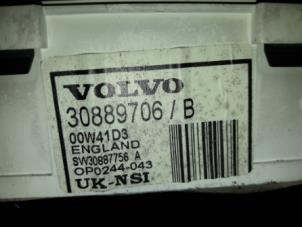 VOLVO
30889706/B
00W41D3
ENGLAND
SW30887756 A
OP0244-043
UK-NSI